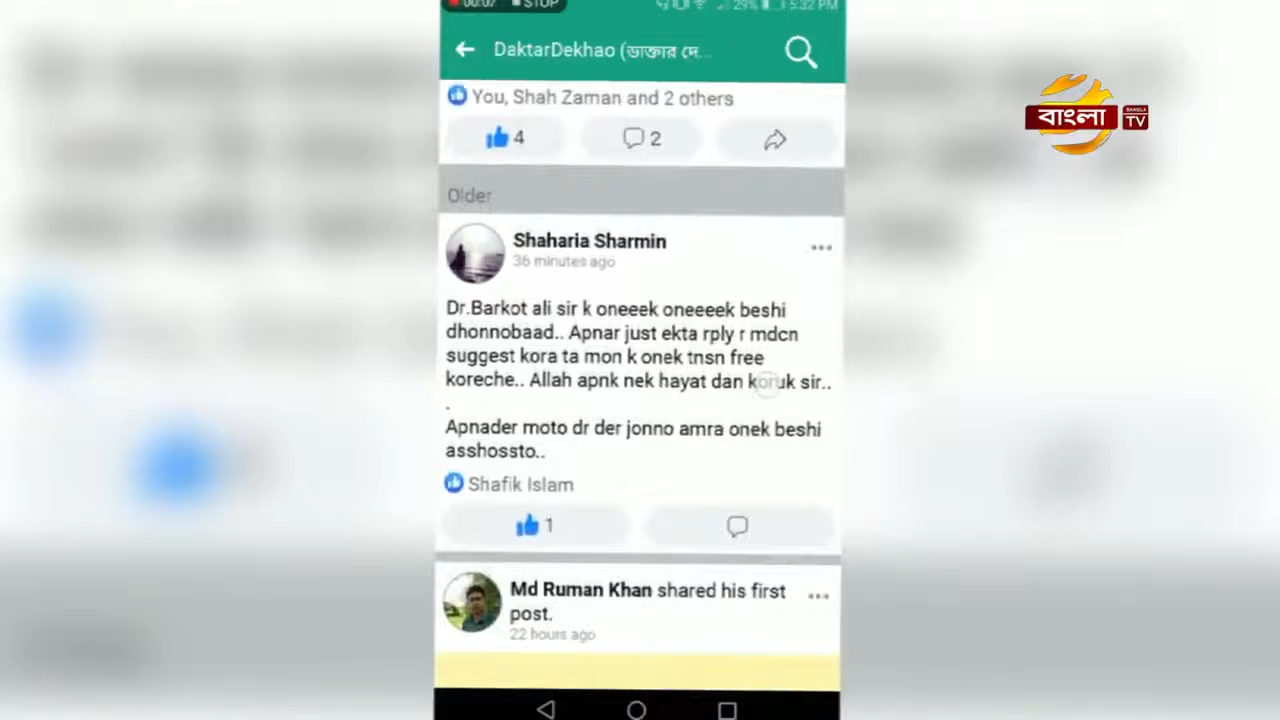 00:07 STOP 29% 5:32 PM
DaktarDekhao (ডাক্তার দে...
You, Shah Zaman and 2 others
4 2
Older
Shaharia Sharmin
36 minutes ago
Dr.Barkot ali sir k oneeek oneeeek beshi
dhonnobaad.. Apnar just ekta rply r mdcn
suggest kora ta mon k onek tnsn free
koreche.. Allah apnk nek hayat dan koruk sir..
.
Apnader moto dr der jonno amra onek beshi
asshossto..
Shafik Islam
1
Md Ruman Khan shared his first
post.
22 hours ago
বাংলা
BANGLA
TV